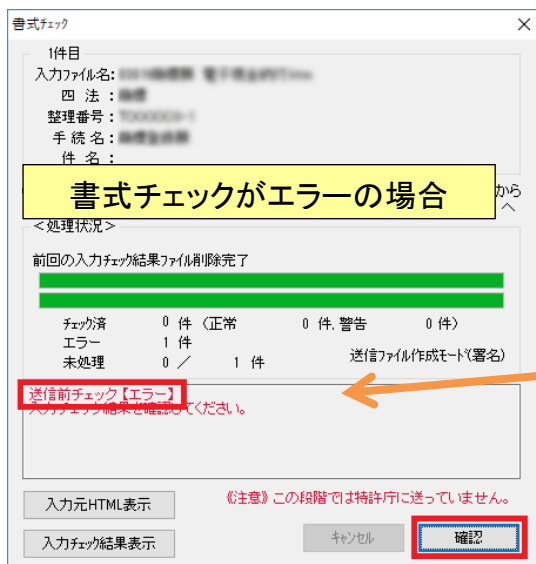 書式チェック
1件目
入力ファイル名:
四 法 :
整理番号 :
手 続 名 :
件 名 :
書式チェックがエラーの場合
から
へ
<処理状況>
前回の入力チェック結果ファイル削除完了
チェック済 0 件 (正常 0 件, 警告 0 件)
エラー 1 件
未処理 0 / 1 件
送信ファイル作成モード(署名)
送信前チェック【エラー】
入力チェック結果を確認してください。
入力元HTML表示
《注意》この段階では特許庁に送っていません。
入力チェック結果表示
キャンセル
確認